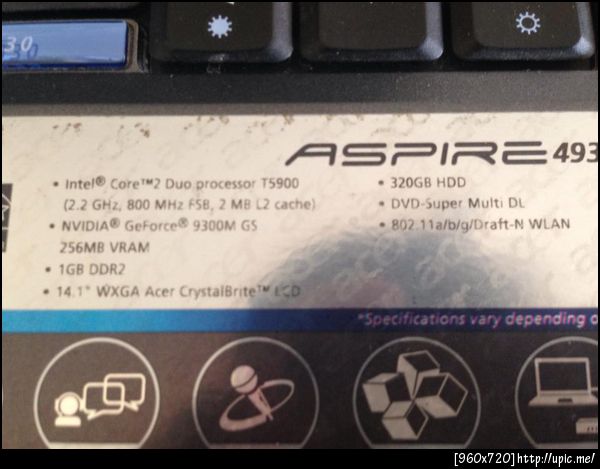 3.0
ASPIRE 493
• Intel® Core™2 Duo processor T5900
(2.2 GHz, 800 MHz FSB, 2 MB L2 cache)
• NVIDIA® GeForce® 9300M GS
256MB VRAM
• 1GB DDR2
• 14.1" WXGA Acer CrystalBrite™ LCD
• 320GB HDD
• DVD-Super Multi DL
• 802.11a/b/g/Draft-N WLAN
*Specifications vary depending o
[960x720]http://upic.me/